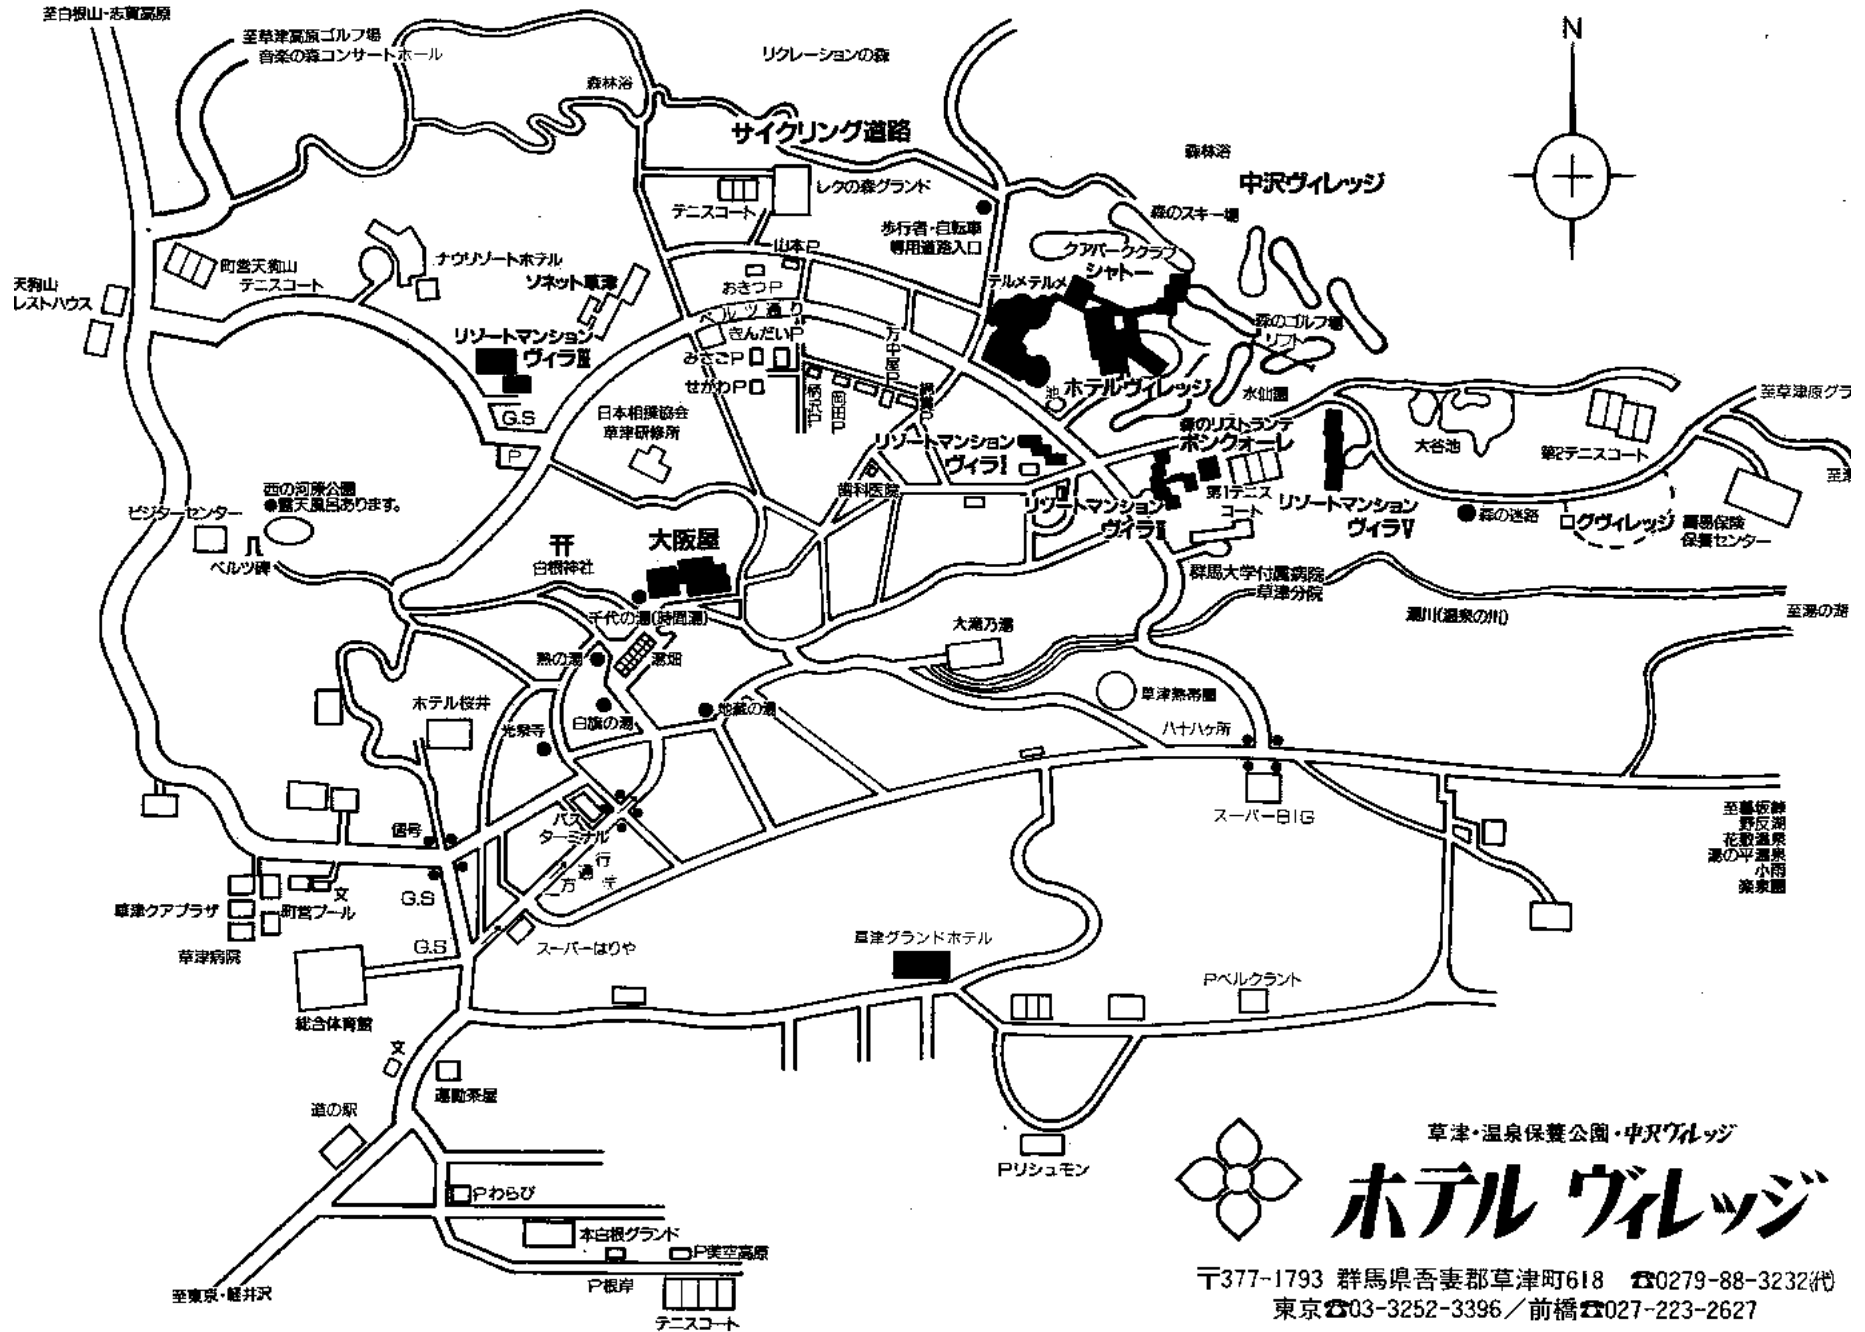 至白根山・志賀高原
至草津高原ゴルフ場
音楽の森コンサートホール
リクレーションの森
森林浴
サイクリング道路
レクの森グランド
テニスコート
歩行者・自転車
専用道路入口
森林浴
中沢ヴィレッジ
森のスキー場
クアパーククラブ
シャトー
テルメテルメ
N
町営天狗山
テニスコート
天狗山
レストハウス
ナウリゾートホテル
ソネット草津
山本P
おきつP
ベルツ通り
きんだいP
みさごP
せがわP
万中屋P
岡田P
リゾートマンション
ヴィラⅢ
G.S
P
日本相撲協会
草津研修所
森のゴルフ場
リフト
池
ホテルヴィレッジ
水仙園
森のリストランテ
ボンクォーレ
リゾートマンション
ヴィラⅠ
歯科医院
リゾートマンション
ヴィラⅡ
第1テニス
コート
リゾートマンション
ヴィラⅤ
大谷池
第2テニスコート
至草津原グラ
至津
森の迷路
ログヴィレッジ
簡易保険
保養センター
西の河原公園
●露天風呂あります。
ビジターセンター
ベルツ碑
白根神社
大阪屋
千代の湯(時間湯)
熱の湯
湯畑
白旗の湯
地蔵の湯
光泉寺
ホテル桜井
大滝乃湯
群馬大学付属病院
草津分院
湯川(温泉の川)
至湯の湖
草津熱帯園
八十八ヶ所
スーパーBIG
至暮坂峠
野反湖
花敷温泉
湯の平温泉
小雨
楽泉園
信号
バス
ターミナル
一方通行
G.S
G.S
草津クアプラザ
町営プール
文
草津病院
スーパーはりや
総合体育館
草津グランドホテル
Pベルクラント
文
運動茶屋
道の駅
Pリシュモン
Pわらび
本白根グランド
P美空高原
P根岸
テニスコート
至東京・軽井沢
草津・温泉保養公園・中沢ヴィレッジ
ホテル ヴィレッジ
〒377-1793 群馬県吾妻郡草津町618 ☎0279-88-3232㈹
東京☎03-3252-3396／前橋☎027-223-2627